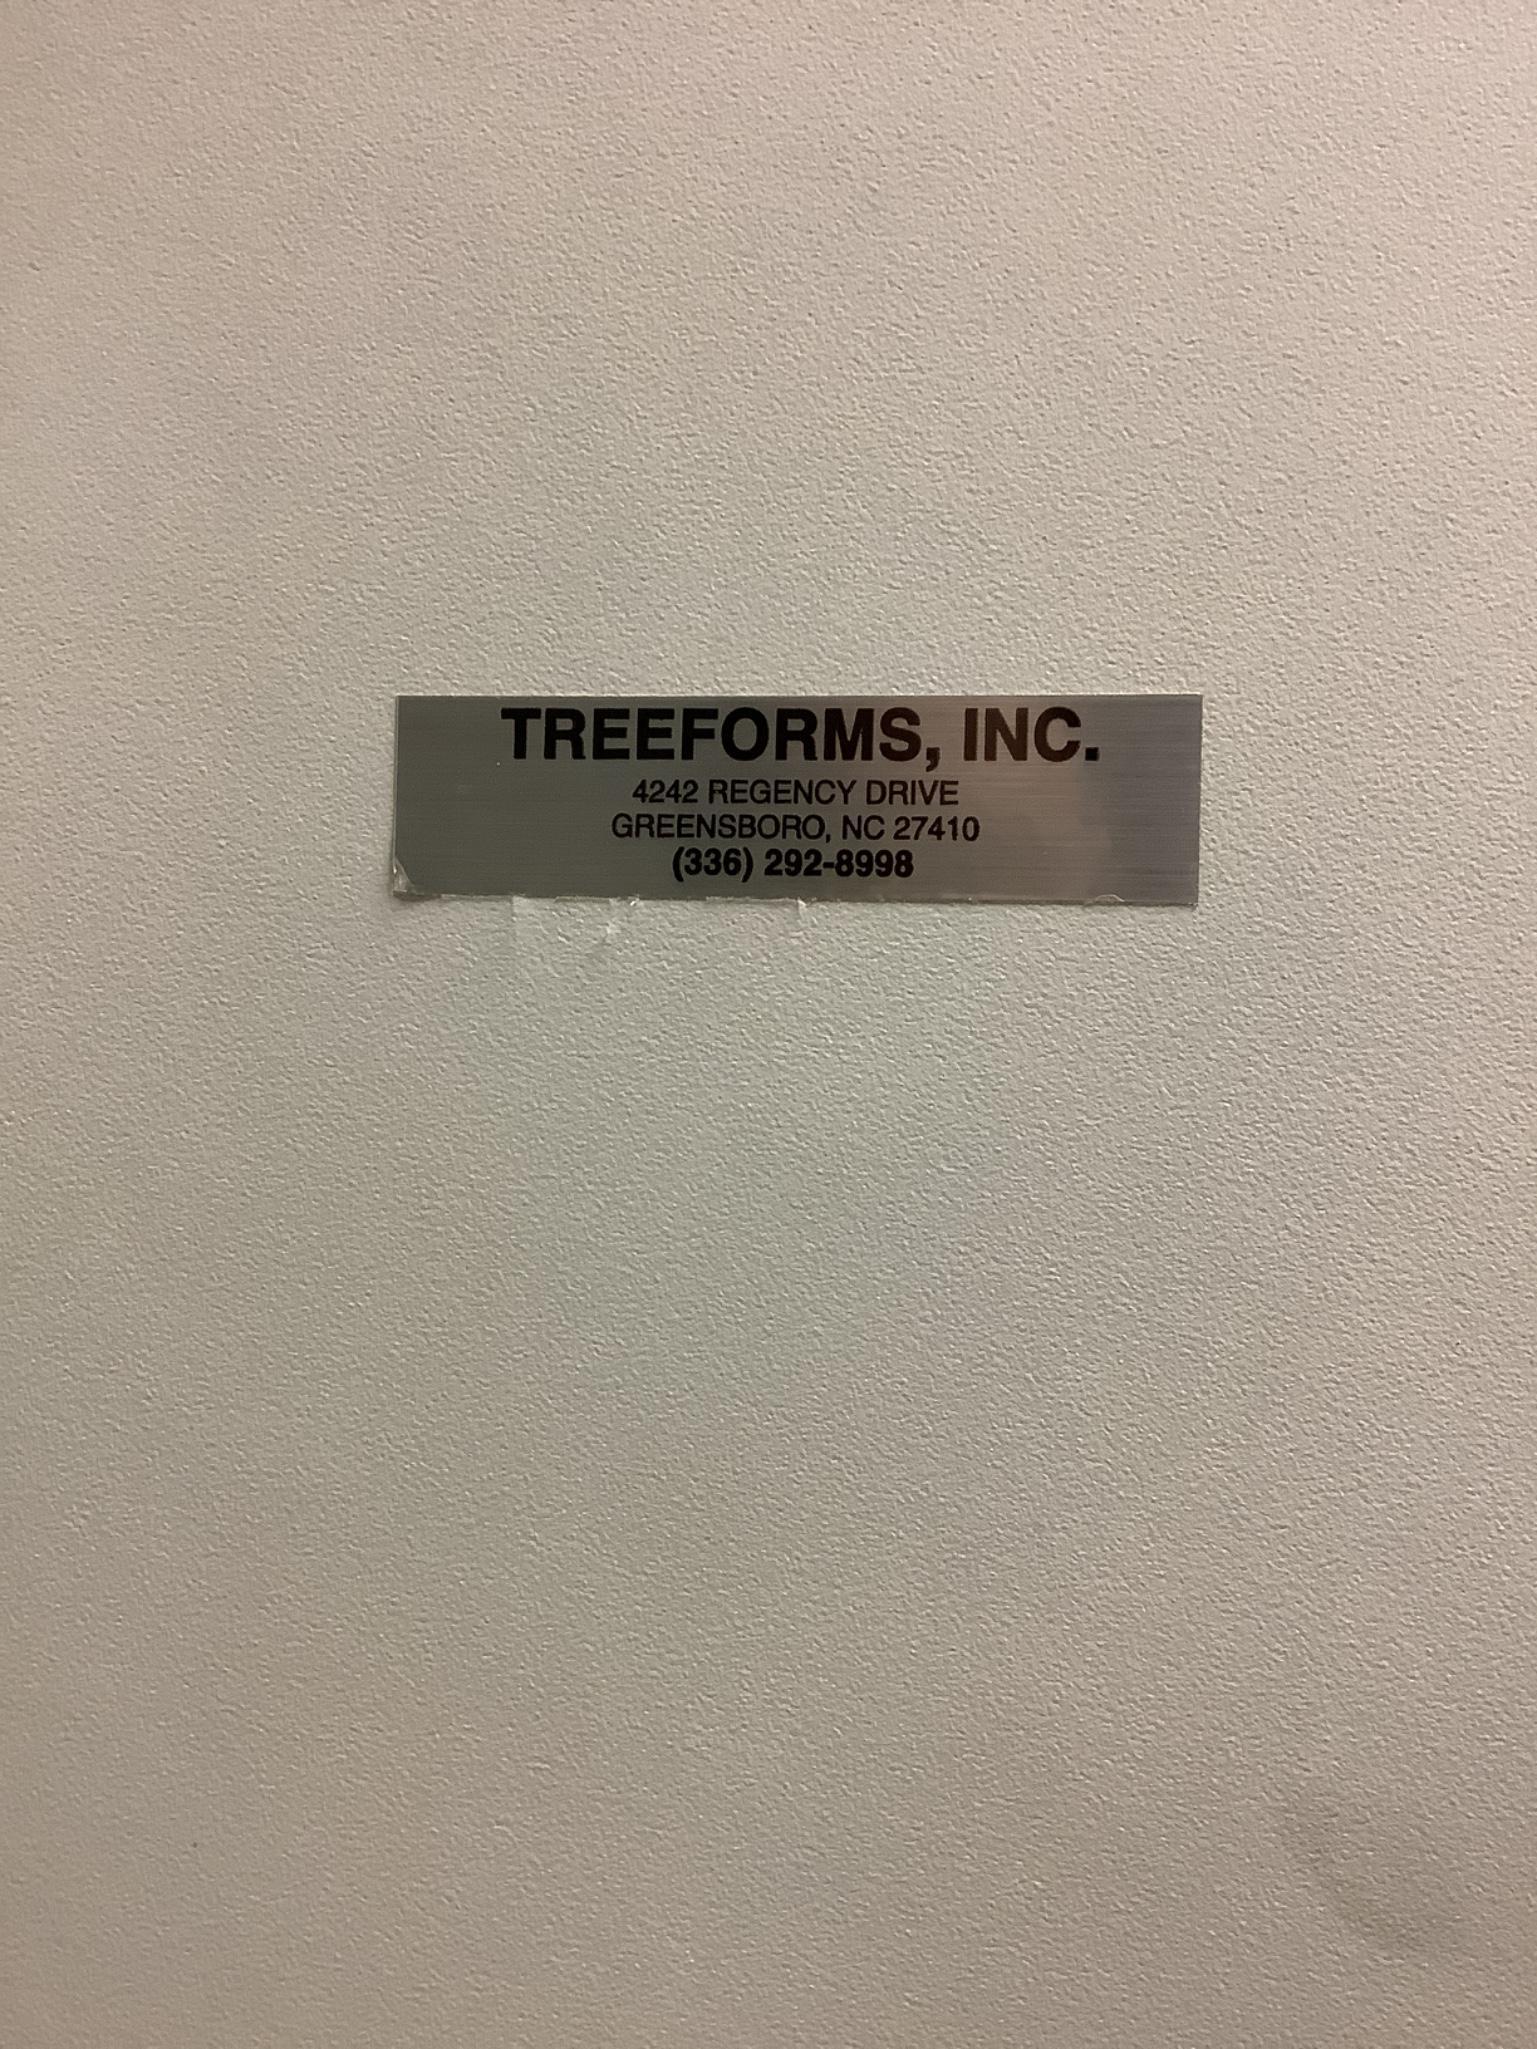 TREEFORMS, INC.
4242 REGENCY DRIVE
GREENSBORO, NC 27410
(336) 292-8998